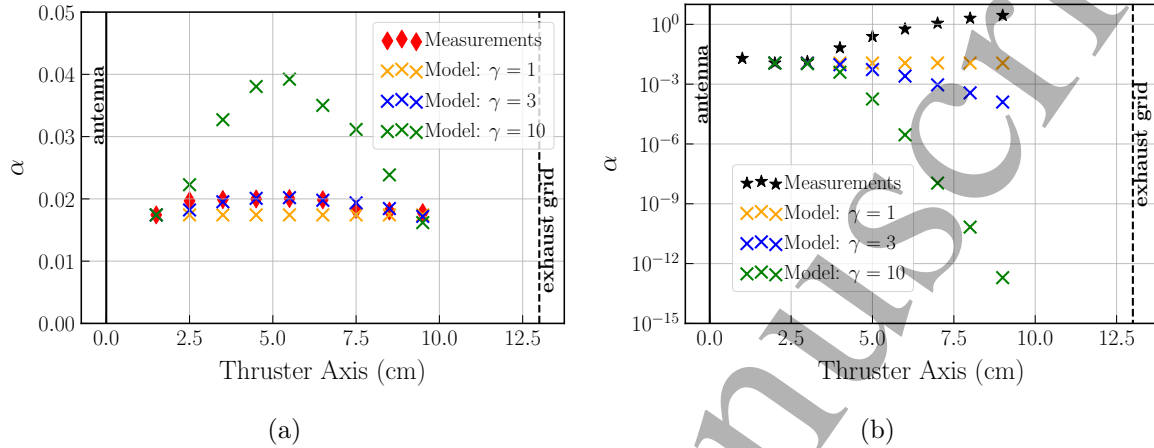 0.05
0.04
0.03
0.02
0.01
0.00
α
antenna
Measurements
Model: γ = 1
Model: γ = 3
Model: γ = 10
exhaust grid
0.0 2.5 5.0 7.5 10.0 12.5
Thruster Axis (cm)
(a)
10⁰
10⁻³
10⁻⁶
10⁻⁹
10⁻¹²
10⁻¹⁵
α
antenna
Measurements
Model: γ = 1
Model: γ = 3
Model: γ = 10
exhaust grid
0.0 2.5 5.0 7.5 10.0 12.5
Thruster Axis (cm)
(b)
nuscri